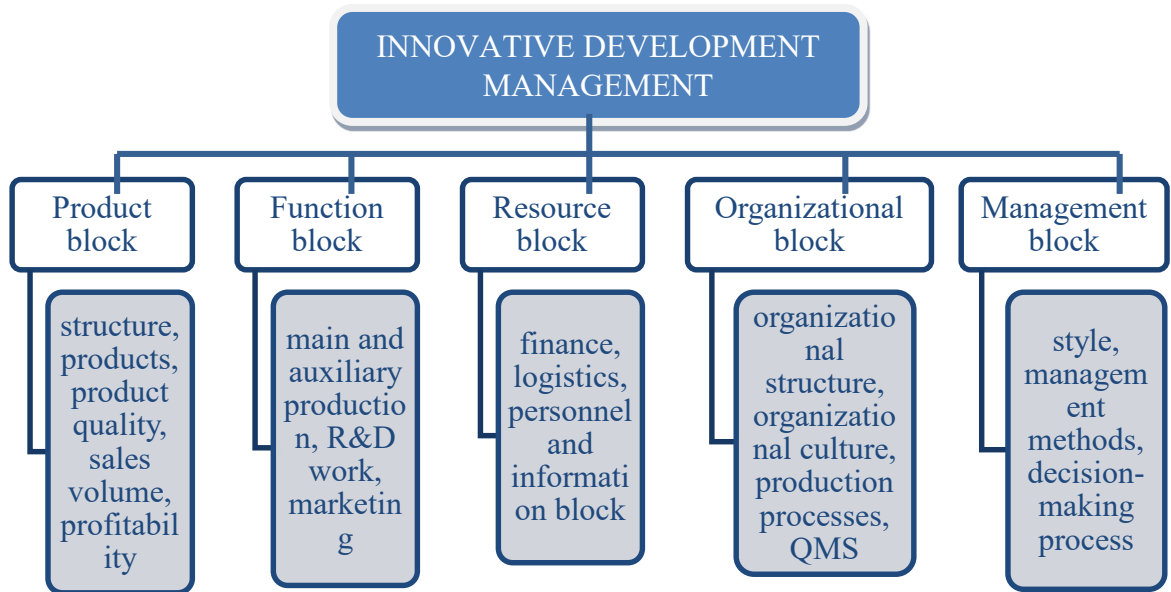 INNOVATIVE DEVELOPMENT
MANAGEMENT
Product
block
Function
block
Resource
block
Organizational
block
Management
block
structure,
products,
product
quality,
sales
volume,
profitabil
ity
main and
auxiliary
productio
n, R&D
work,
marketin
g
finance,
logistics,
personnel
and
informati
on block
organizatio
nal
structure,
organizatio
nal culture,
production
processes,
QMS
style,
managem
ent
methods,
decision-
making
process